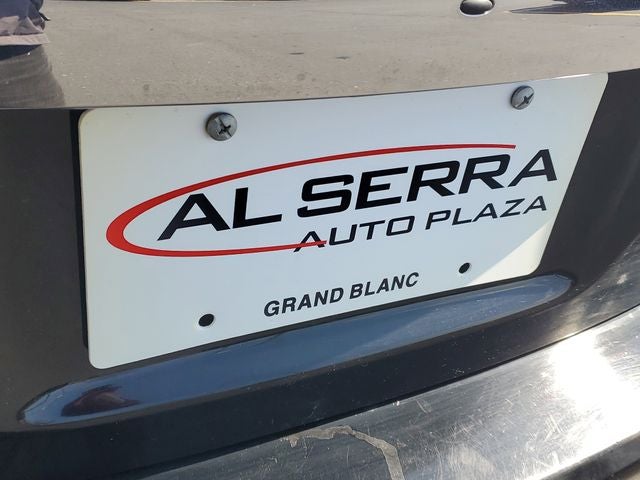 AL SERRA
AUTO PLAZA
GRAND BLANC